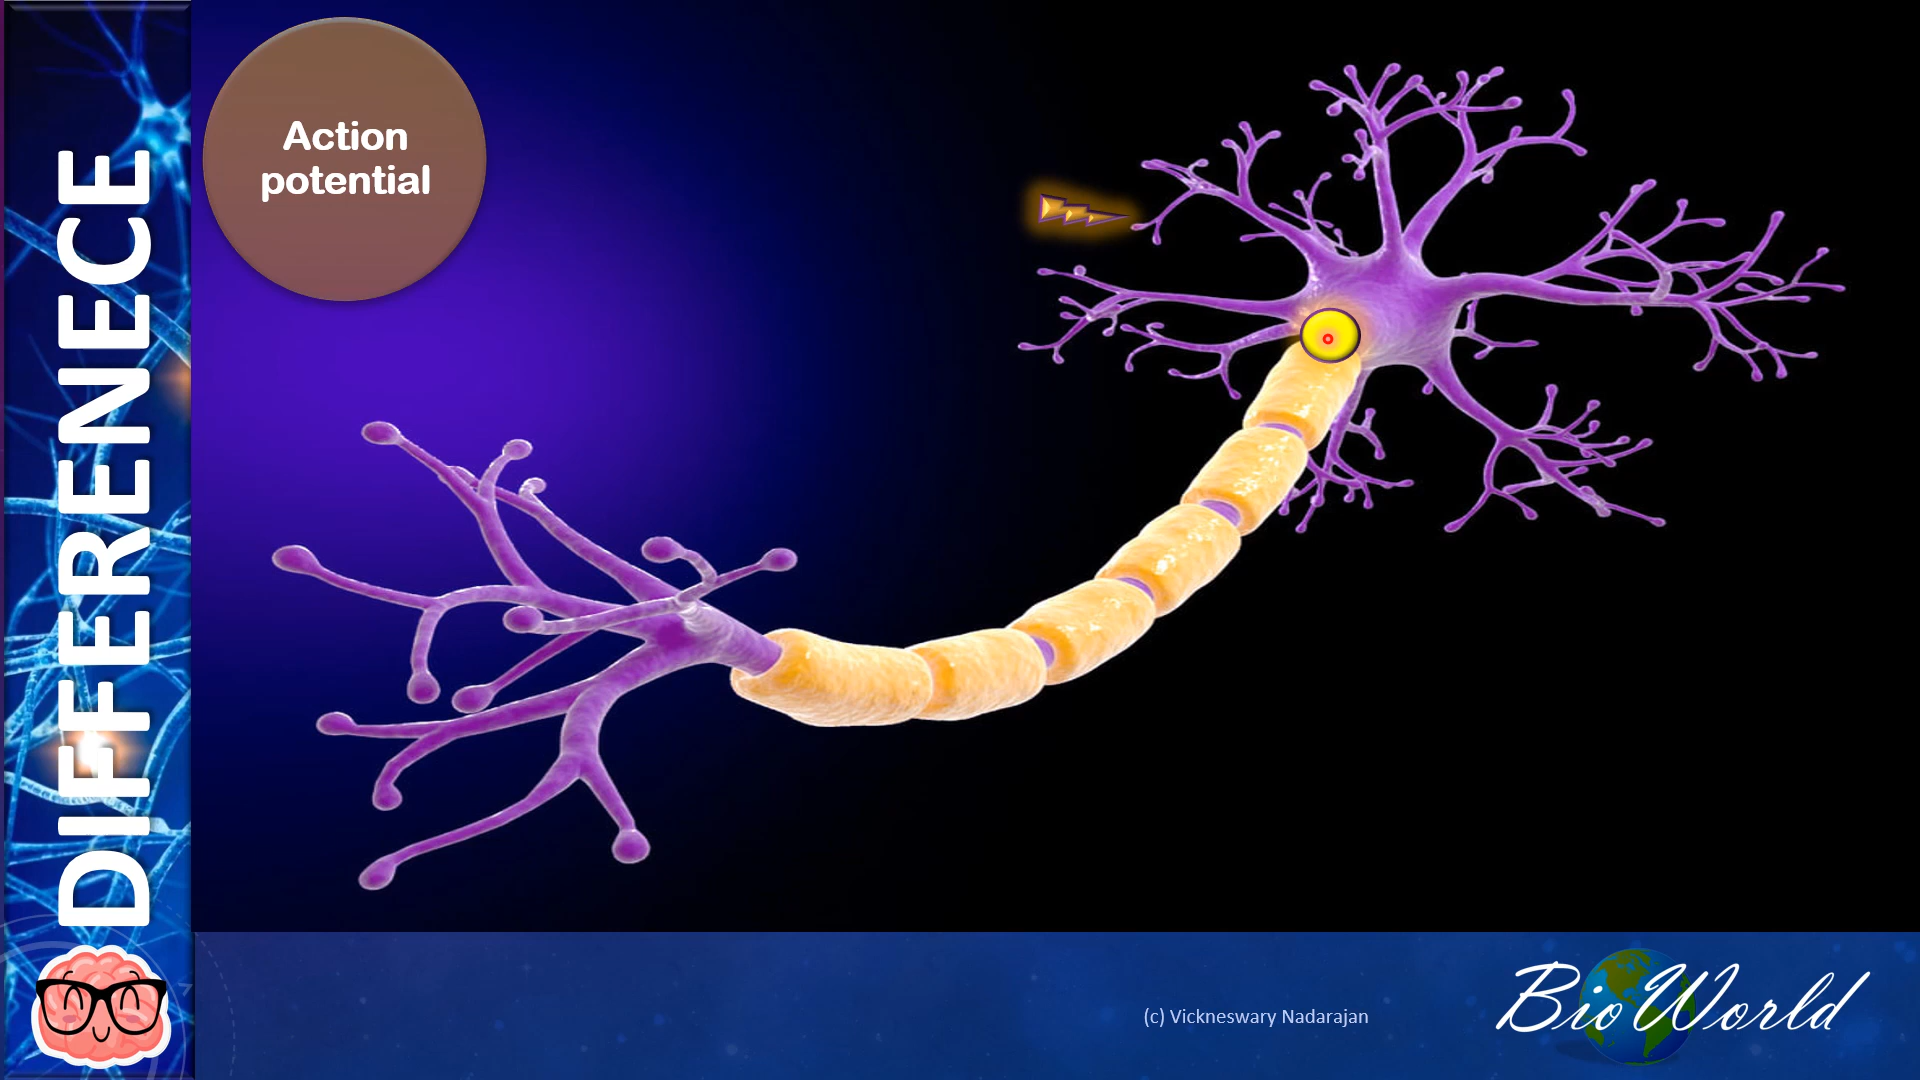 DIFFERENECE
Action
potential
(c) Vickneswary Nadarajan
BioWorld